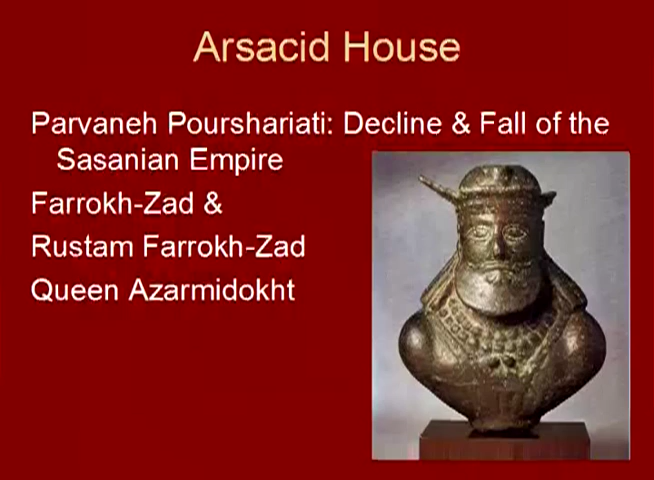 Arsacid House
Parvaneh Pourshariati: Decline & Fall of the
Sasanian Empire
Farrokh-Zad &
Rustam Farrokh-Zad
Queen Azarmidokht